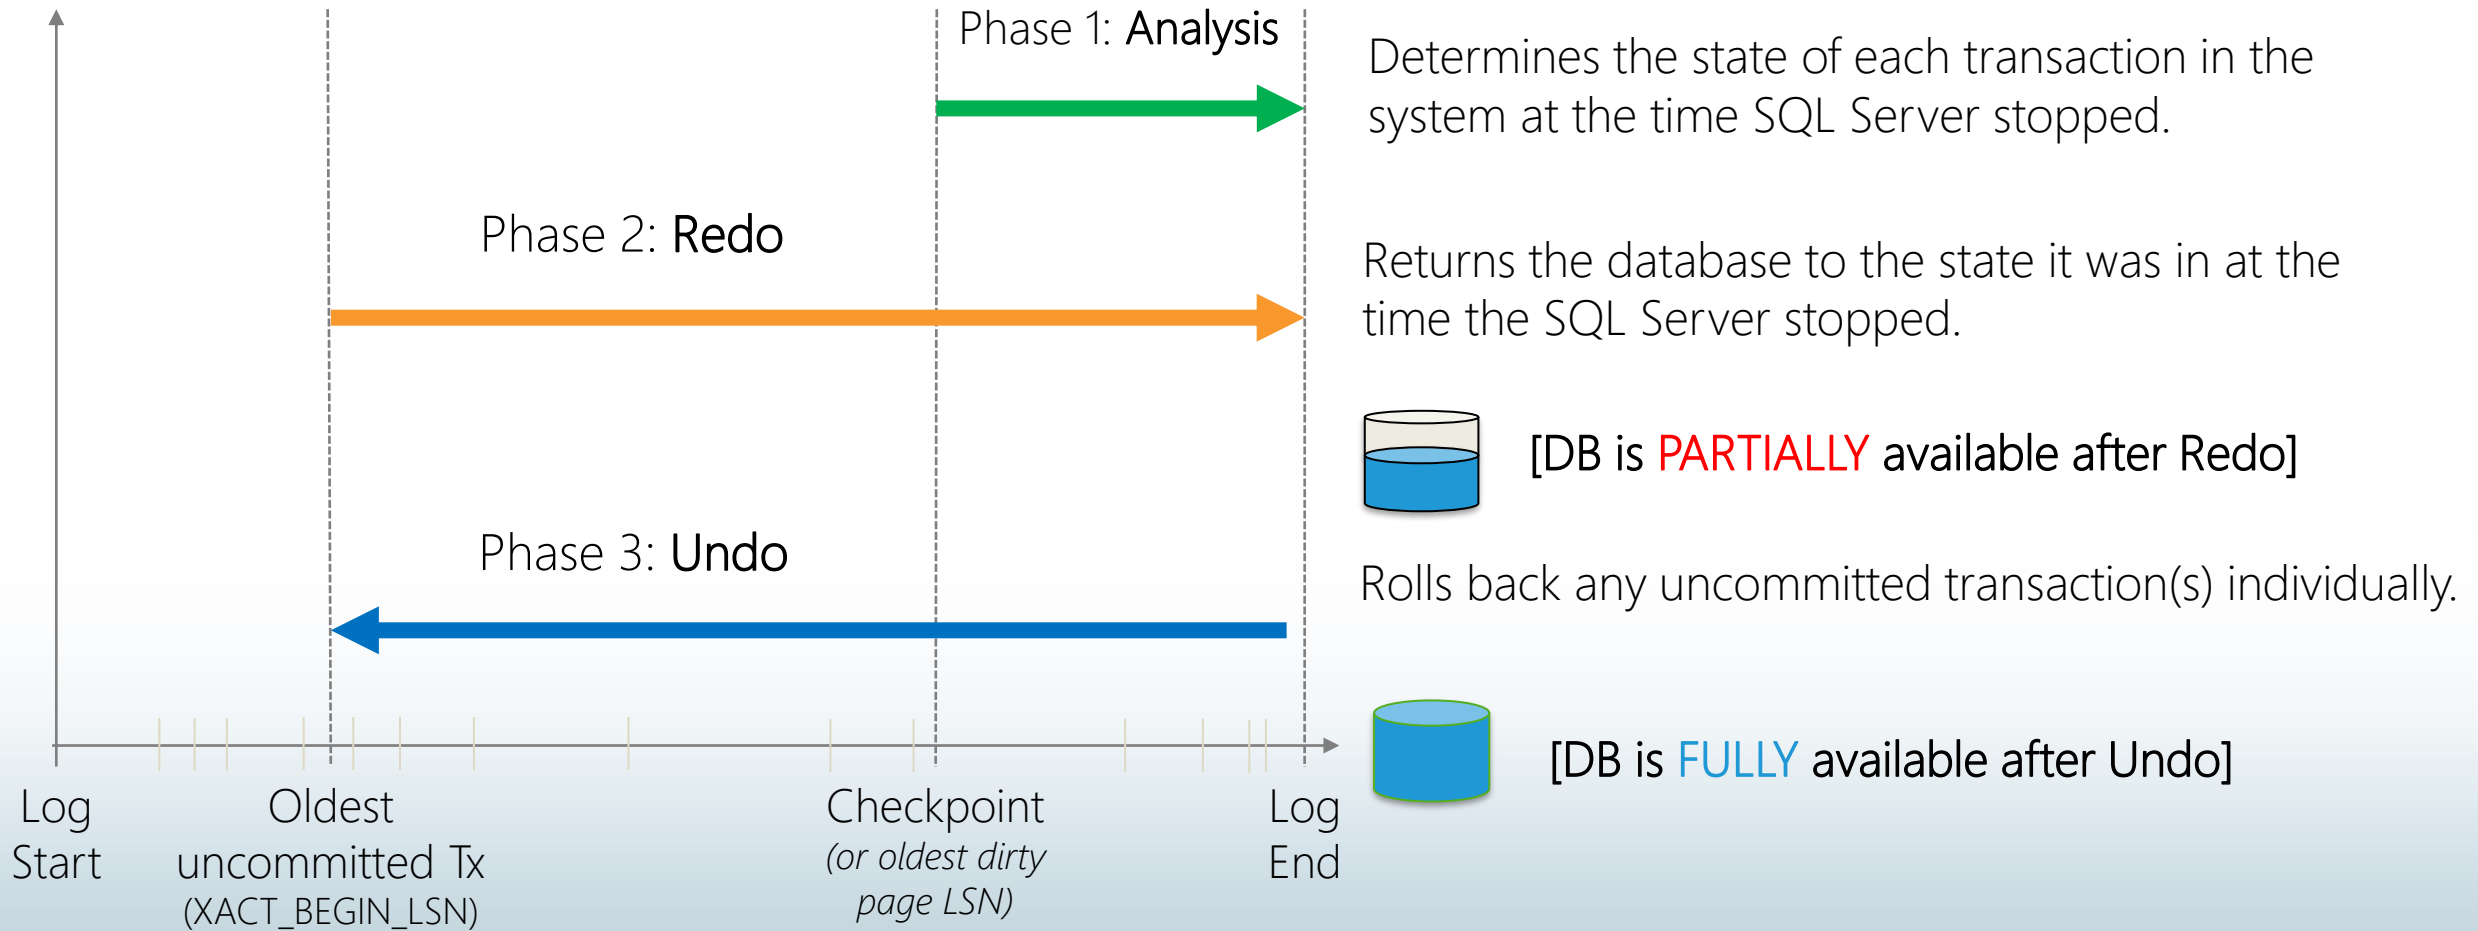 Phase 1: Analysis
Determines the state of each transaction in the
system at the time SQL Server stopped.
Phase 2: Redo
Returns the database to the state it was in at the
time the SQL Server stopped.
[DB is PARTIALLY available after Redo]
Phase 3: Undo
Rolls back any uncommitted transaction(s) individually.
[DB is FULLY available after Undo]
Log
Start
Oldest
uncommitted Tx
(XACT_BEGIN_LSN)
Checkpoint
(or oldest dirty
page LSN)
Log
End